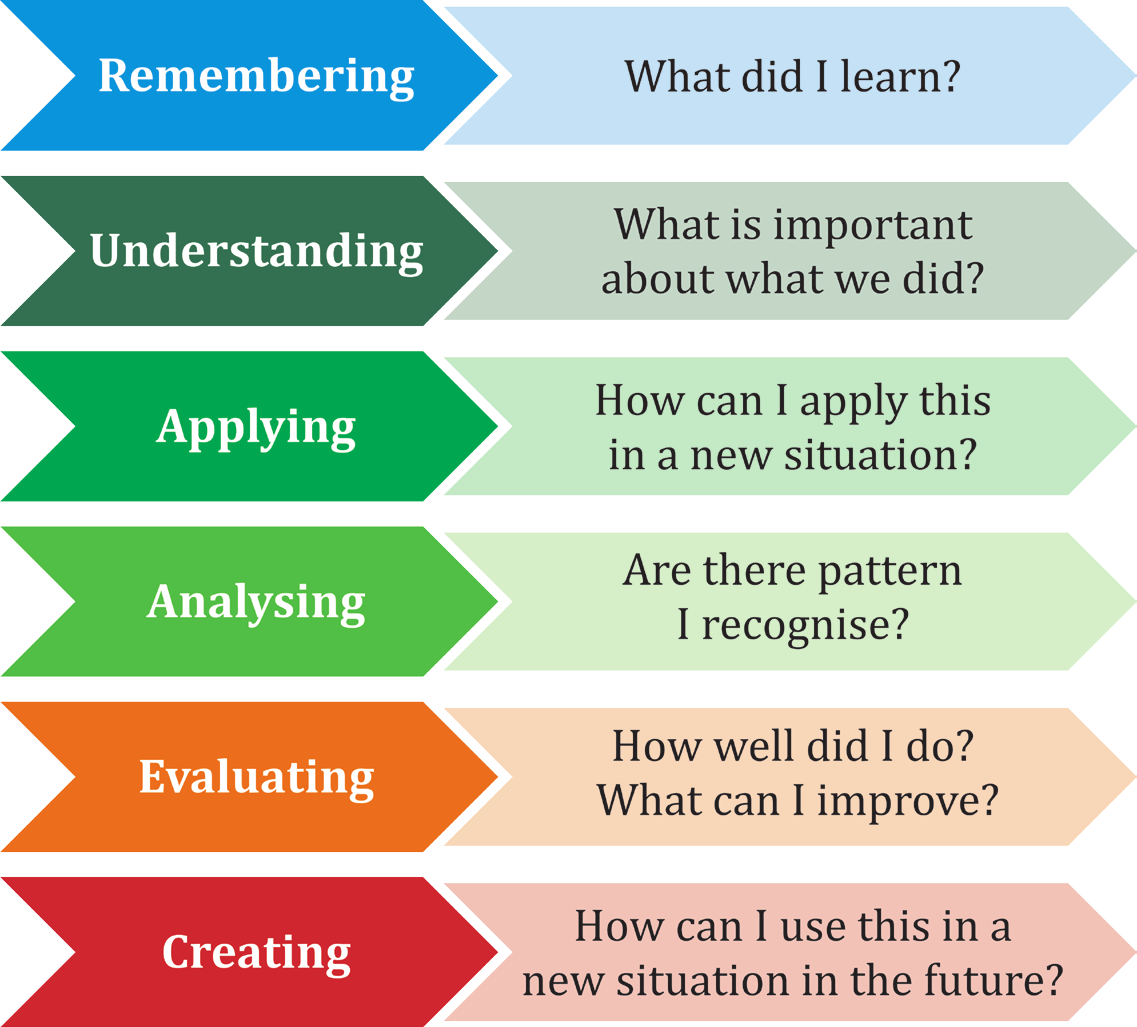 Remembering
What did I learn?
Understanding
What is important
about what we did?
Applying
How can I apply this
in a new situation?
Analysing
Are there pattern
I recognise?
Evaluating
How well did I do?
What can I improve?
Creating
How can I use this in a
new situation in the future?